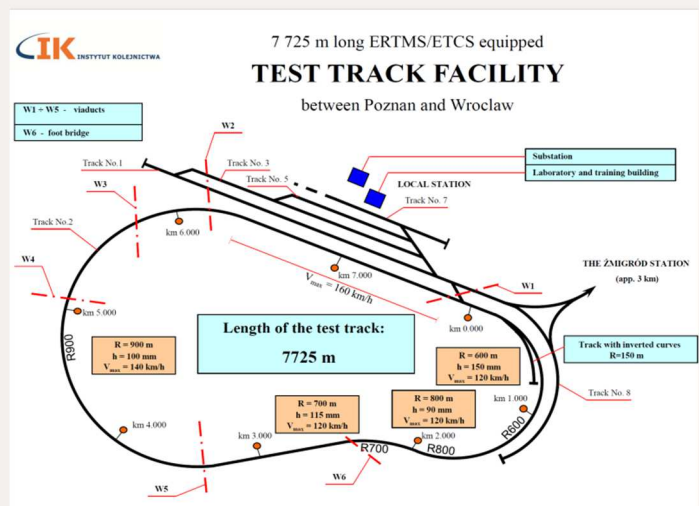 IK INSTYTUT KOLEJNICTWA
7 725 m long ERTMS/ETCS equipped
TEST TRACK FACILITY
between Poznan and Wroclaw
W1 ÷ W5 - viaducts
W6 - foot bridge
W2
Track No.1
Track No. 3
Track No. 5
Substation
Laboratory and training building
LOCAL STATION
Track No. 7
W3
Track No.2
km 6.000
W4
km 7.000
Vmax = 160 km/h
THE ŻMIGRÓD STATION
(app. 3 km)
W1
km 5.000
km 0.000
R900
R = 900 m
h = 100 mm
Vmax = 140 km/h
Length of the test track:
7725 m
R = 600 m
h = 150 mm
Vmax = 120 km/h
Track with inverted curves
R=150 m
Track No. 8
R = 700 m
h = 115 mm
Vmax = 120 km/h
R = 800 m
h = 90 mm
Vmax = 120 km/h
km 1.000
R600
km 4.000
km 3.000
km 2.000
R700
R800
W5
W6